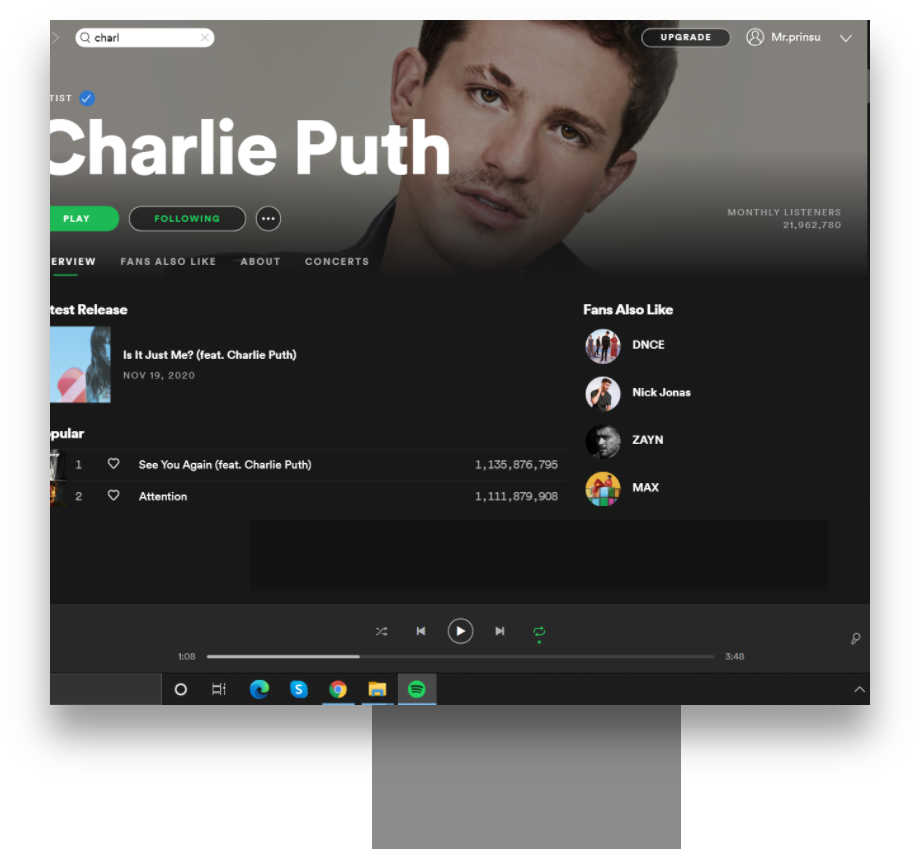 charl
UPGRADE
Mr.prinsu
TIST
Charlie Puth
PLAY
FOLLOWING
MONTHLY LISTENERS
21,962,780
ERVIEW
FANS ALSO LIKE
ABOUT
CONCERTS
test Release
Is It Just Me? (feat. Charlie Puth)
NOV 19, 2020
pular
1 See You Again (feat. Charlie Puth) 1,135,876,795
2 Attention 1,111,879,908
Fans Also Like
DNCE
Nick Jonas
ZAYN
MAX
1:08
3:48
S